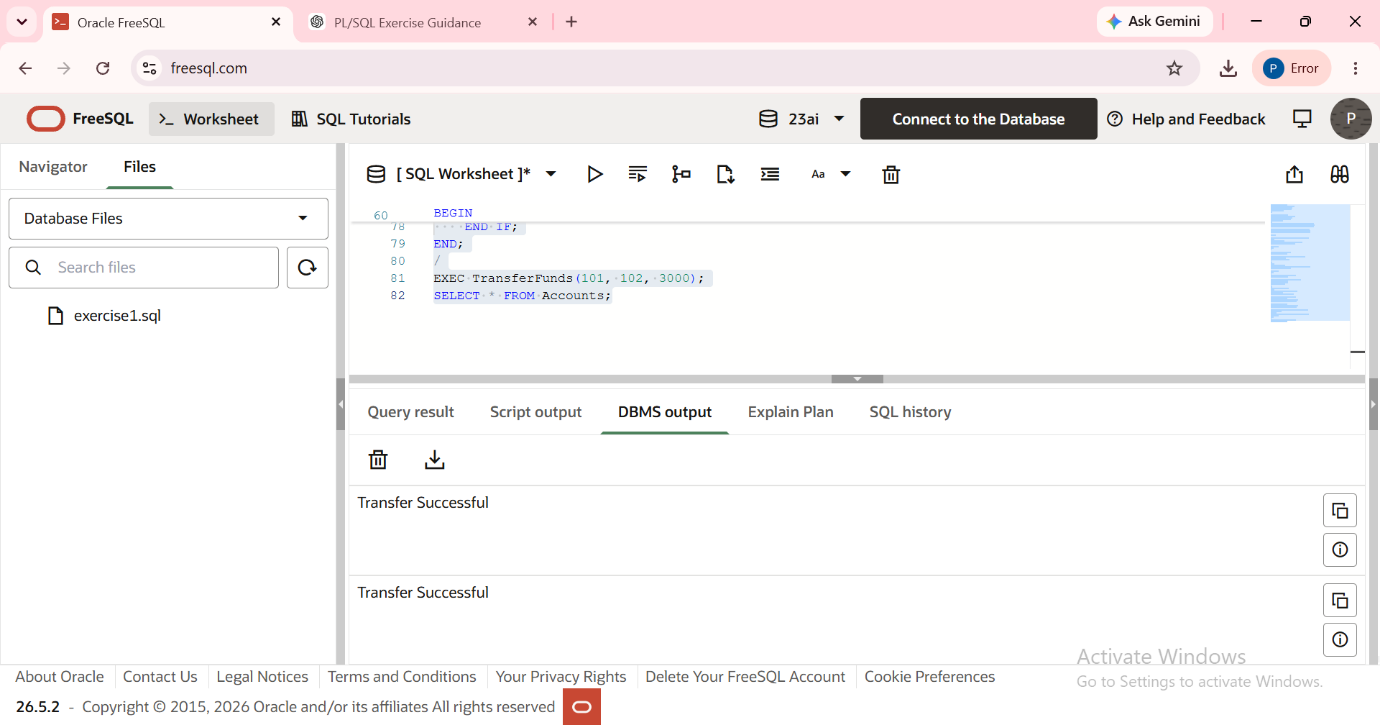 Oracle FreeSQL
PL/SQL Exercise Guidance
Ask Gemini
freesql.com
P Error
FreeSQL
>_ Worksheet
SQL Tutorials
23ai
Connect to the Database
Help and Feedback
P
Navigator
Files
[ SQL Worksheet ]*
Aa
Database Files
Search files
exercise1.sql
60 BEGIN
78 ····END·IF;
79 END;
80 /
81 EXEC·TransferFunds(101,·102,·3000);
82 SELECT·*·FROM·Accounts;
Query result
Script output
DBMS output
Explain Plan
SQL history
Transfer Successful
Transfer Successful
Activate Windows
Go to Settings to activate Windows.
About Oracle
Contact Us
Legal Notices
Terms and Conditions
Your Privacy Rights
Delete Your FreeSQL Account
Cookie Preferences
26.5.2 - Copyright © 2015, 2026 Oracle and/or its affiliates All rights reserved